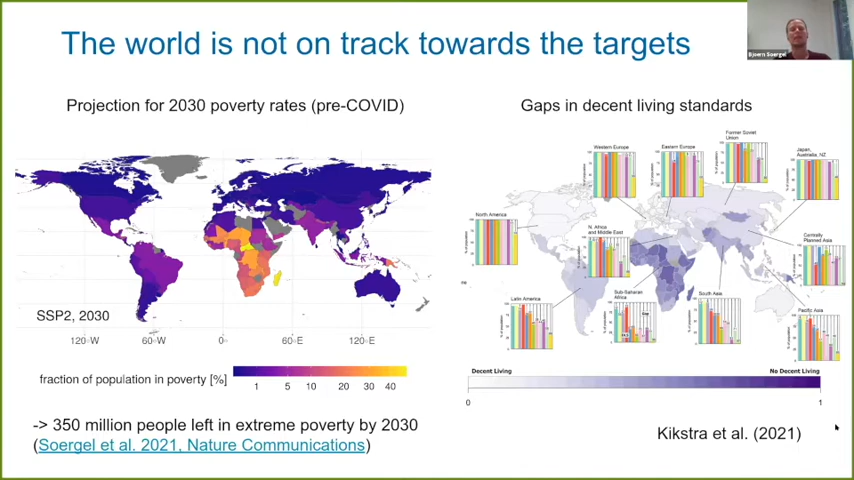 The world is not on track towards the targets
Bjoern Soergel
Projection for 2030 poverty rates (pre-COVID)
SSP2, 2030
120°W
60°W
0°
60°E
120°E
fraction of population in poverty [%]
1
5
10
20
30
40
-> 350 million people left in extreme poverty by 2030
(Soergel et al. 2021, Nature Communications)
Gaps in decent living standards
Former Soviet
Union
Western Europe
Eastern Europe
Japan,
Australia, NZ
North America
N. Africa
and Middle East
Centrally
Planned Asia
Latin America
Sub-Saharan
Africa
South Asia
Pacific Asia
Decent Living
No Decent Living
0
1
Kikstra et al. (2021)